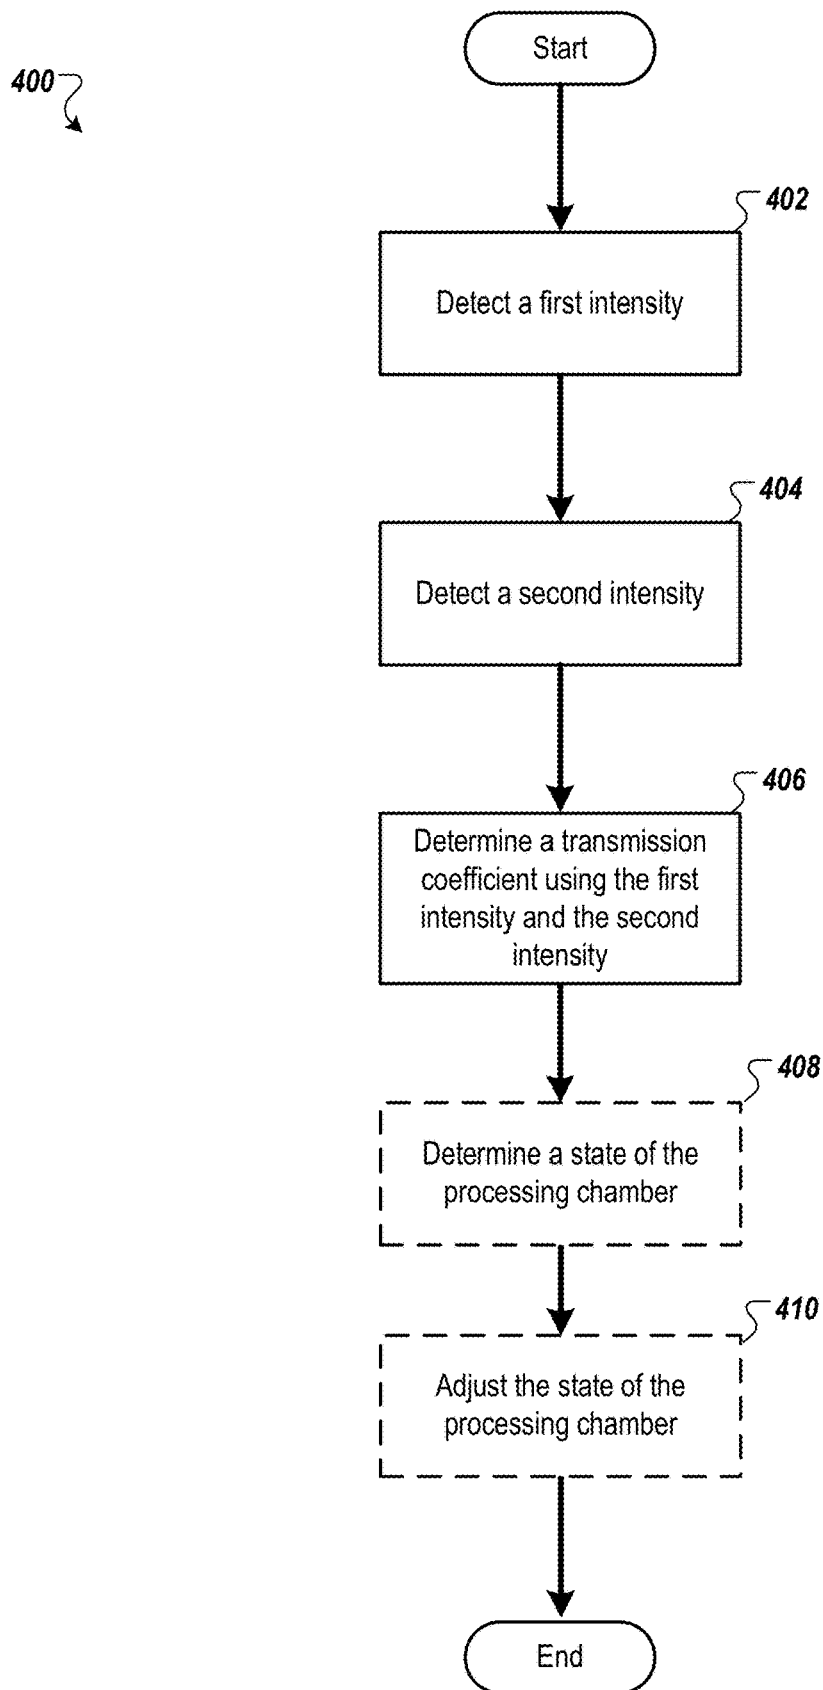 Start
400
402
Detect a first intensity
404
Detect a second intensity
406
Determine a transmission
coefficient using the first
intensity and the second
intensity
408
Determine a state of the
processing chamber
410
Adjust the state of the
processing chamber
End